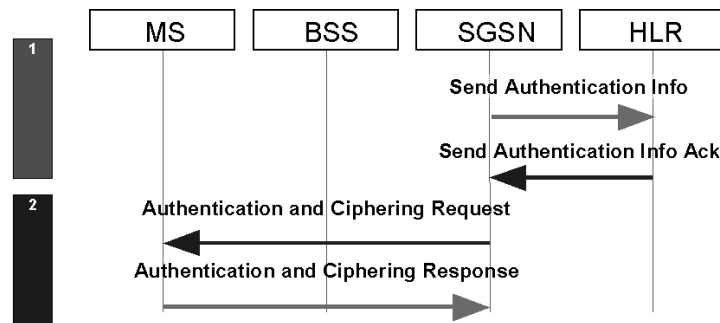 MS BSS SGSN HLR
1
Send Authentication Info
Send Authentication Info Ack
2
Authentication and Ciphering Request
Authentication and Ciphering Response